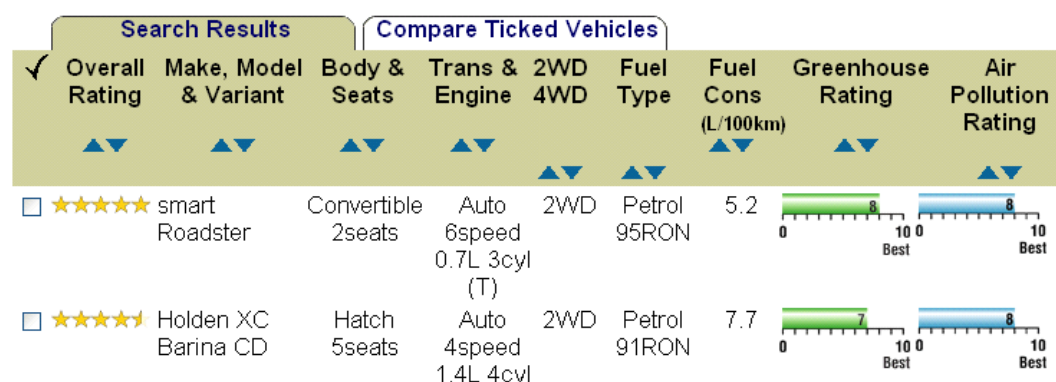 Search Results Compare Ticked Vehicles
Overall Make, Model Body & Trans & 2WD Fuel Fuel Greenhouse Air
Rating & Variant Seats Engine 4WD Type Cons Rating Pollution
(L/100km) Rating
smart Convertible Auto 2WD Petrol 5.2 8 8
Roadster 2seats 6speed 95RON 0 10 0 10
0.7L 3cyl Best Best
(T)
Holden XC Hatch Auto 2WD Petrol 7.7 7 8
Barina CD 5seats 4speed 91RON 0 10 0 10
1.4L 4cyl Best Best